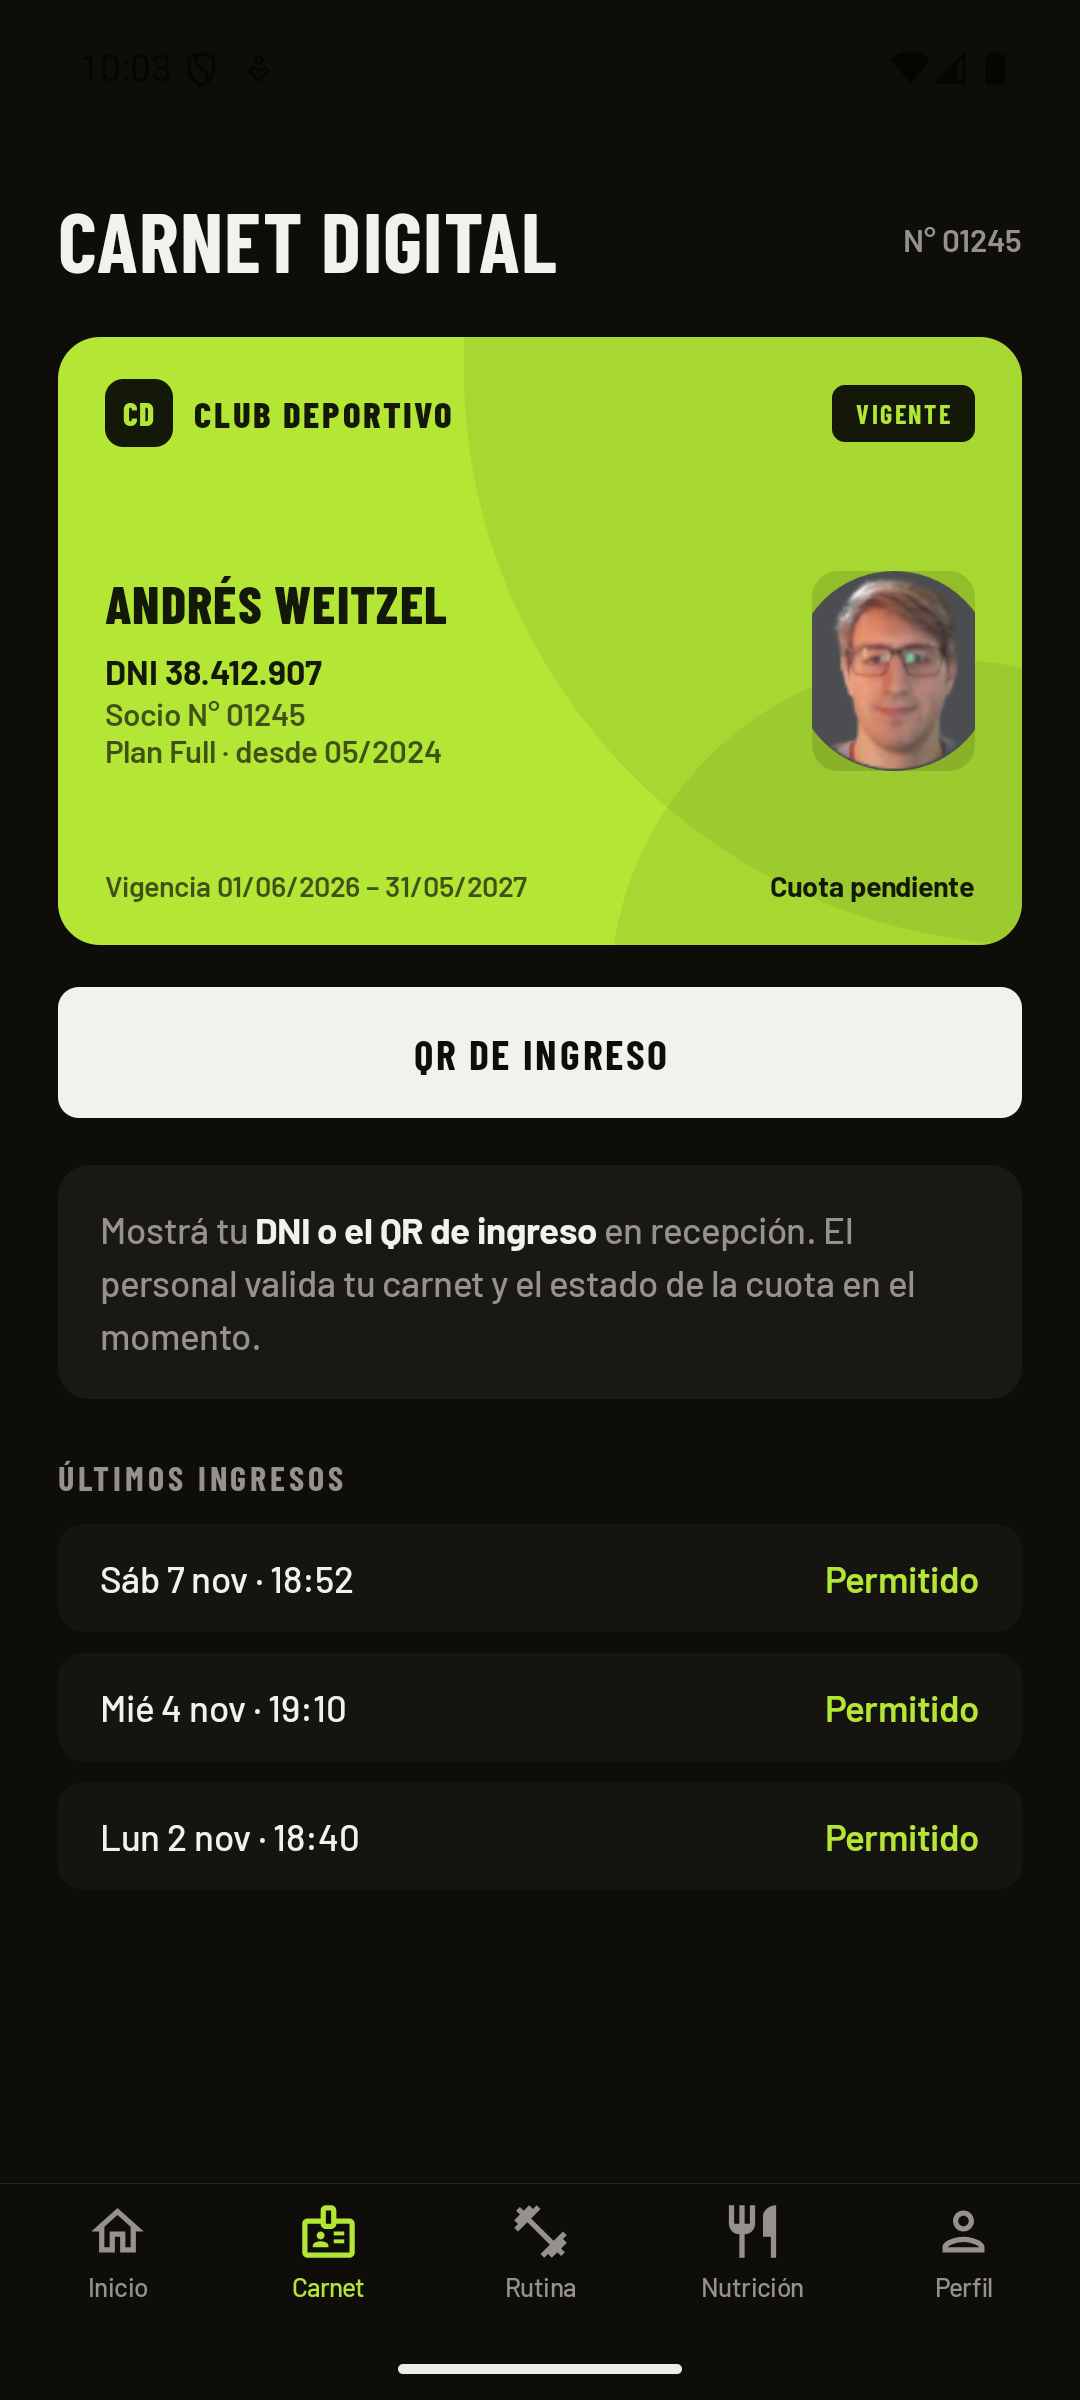 10:03
CARNET DIGITAL
N° 01245
CD CLUB DEPORTIVO
VIGENTE
ANDRÉS WEITZEL
DNI 38.412.907
Socio N° 01245
Plan Full · desde 05/2024
Vigencia 01/06/2026 – 31/05/2027
Cuota pendiente
QR DE INGRESO
Mostrá tu DNI o el QR de ingreso en recepción. El
personal valida tu carnet y el estado de la cuota en el
momento.
ÚLTIMOS INGRESOS
Sáb 7 nov · 18:52 Permitido
Mié 4 nov · 19:10 Permitido
Lun 2 nov · 18:40 Permitido
Inicio Carnet Rutina Nutrición Perfil